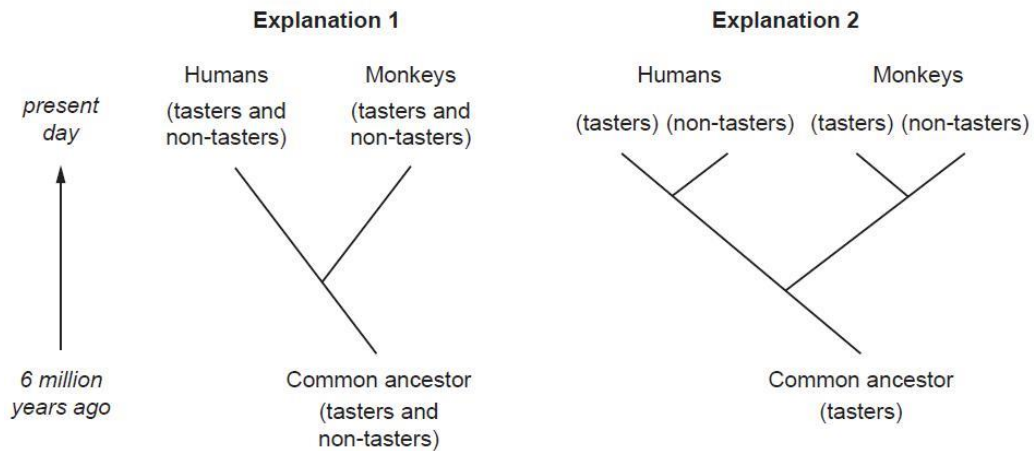 Explanation 1
Explanation 2
Humans
Monkeys
Humans
Monkeys
present
day
(tasters and
non-tasters)
(tasters and
non-tasters)
(tasters) (non-tasters)
(tasters) (non-tasters)
6 million
years ago
Common ancestor
(tasters and
non-tasters)
Common ancestor
(tasters)